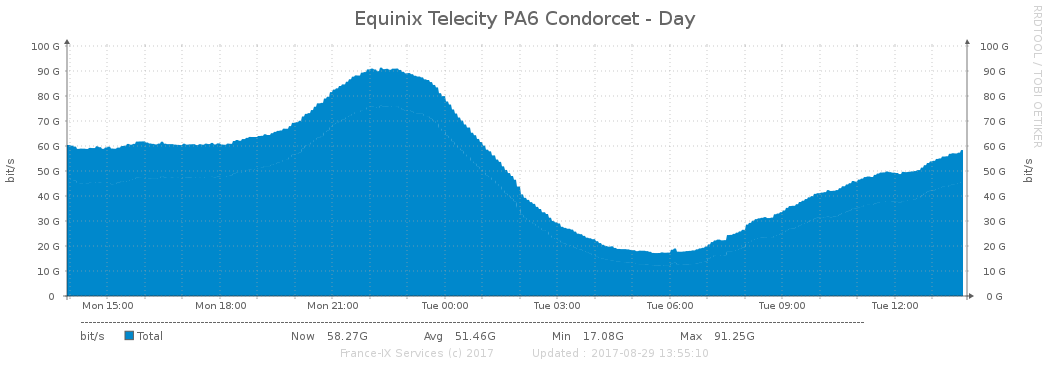 Equinix Telecity PA6 Condorcet - Day
RRDTOOL / TOBI OETIKER
100 G 100 G
90 G 90 G
80 G 80 G
70 G 70 G
60 G 60 G
50 G 50 G
40 G 40 G
30 G 30 G
20 G 20 G
10 G 10 G
0 0 G
bit/s bit/s
Mon 15:00 Mon 18:00 Mon 21:00 Tue 00:00 Tue 03:00 Tue 06:00 Tue 09:00 Tue 12:00
bit/s Total Now 58.27G Avg 51.46G Min 17.08G Max 91.25G
France-IX Services (c) 2017 Updated : 2017-08-29 13:55:10